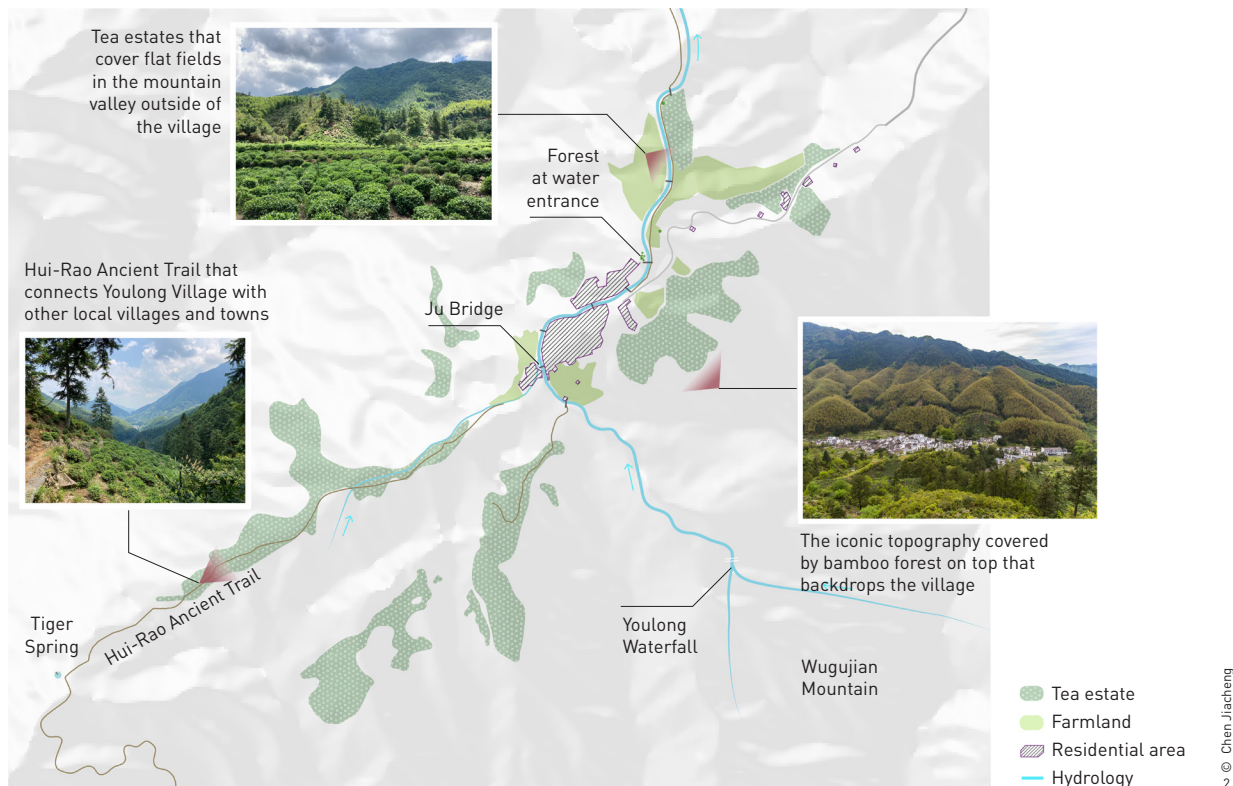 Tea estates that
cover flat fields
in the mountain
valley outside of
the village
Forest
at water
entrance
Hui-Rao Ancient Trail that
connects Youlong Village with
other local villages and towns
Ju Bridge
The iconic topography covered
by bamboo forest on top that
backdrops the village
Hui-Rao Ancient Trail
Tiger
Spring
Youlong
Waterfall
Wugujian
Mountain
Tea estate
Farmland
Residential area
Hydrology
© Chen Jiacheng
2